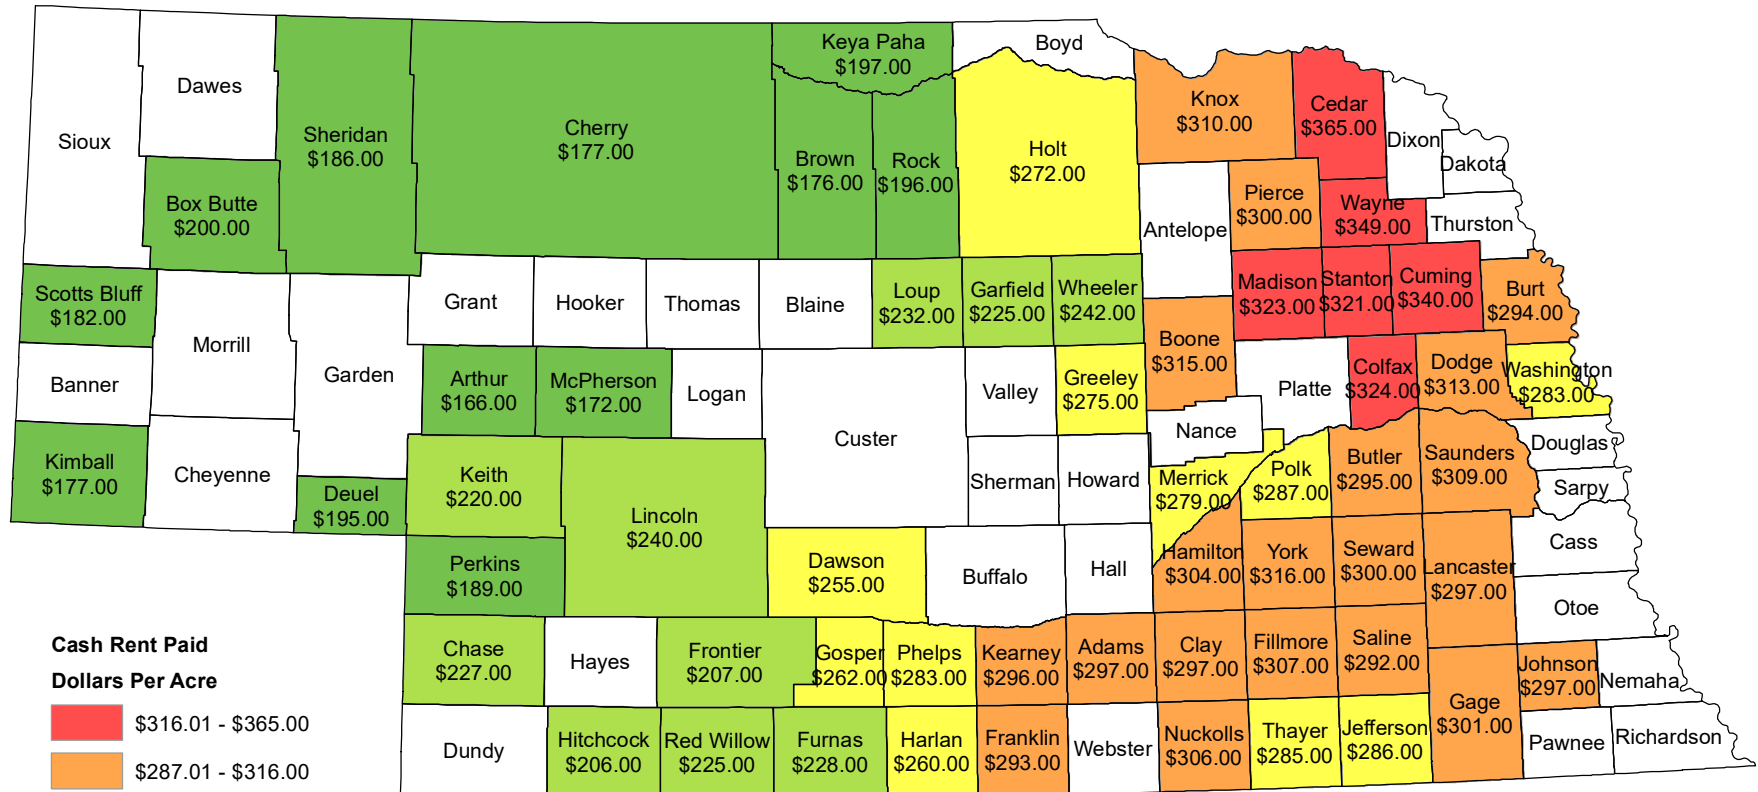 Keya Paha
$197.00
Boyd
Dawes
Sioux
Sheridan
$186.00
Cherry
$177.00
Brown
$176.00
Rock
$196.00
Holt
$272.00
Knox
$310.00
Cedar
$365.00
Dixon
Dakota
Box Butte
$200.00
Antelope
Pierce
$300.00
Wayne
$349.00
Thurston
Scotts Bluff
$182.00
Morrill
Garden
Grant
Hooker
Thomas
Blaine
Loup
$232.00
Garfield
$225.00
Wheeler
$242.00
Madison
$323.00
Stanton
$321.00
Cuming
$340.00
Burt
$294.00
Banner
Arthur
$166.00
McPherson
$172.00
Logan
Custer
Valley
Greeley
$275.00
Boone
$315.00
Platte
Colfax
$324.00
Dodge
$313.00
Washington
$283.00
Kimball
$177.00
Cheyenne
Deuel
$195.00
Keith
$220.00
Lincoln
$240.00
Sherman
Howard
Nance
Merrick
$279.00
Polk
$287.00
Butler
$295.00
Saunders
$309.00
Douglas
Sarpy
Perkins
$189.00
Dawson
$255.00
Buffalo
Hall
Hamilton
$304.00
York
$316.00
Seward
$300.00
Lancaster
$297.00
Cass
Otoe
Chase
$227.00
Hayes
Frontier
$207.00
Gosper
$262.00
Phelps
$283.00
Kearney
$296.00
Adams
$297.00
Clay
$297.00
Fillmore
$307.00
Saline
$292.00
Gage
$301.00
Johnson
$297.00
Nemaha
Dundy
Hitchcock
$206.00
Red Willow
$225.00
Furnas
$228.00
Harlan
$260.00
Franklin
$293.00
Webster
Nuckolls
$306.00
Thayer
$285.00
Jefferson
$286.00
Pawnee
Richardson
Cash Rent Paid
Dollars Per Acre
$316.01 - $365.00
$287.01 - $316.00